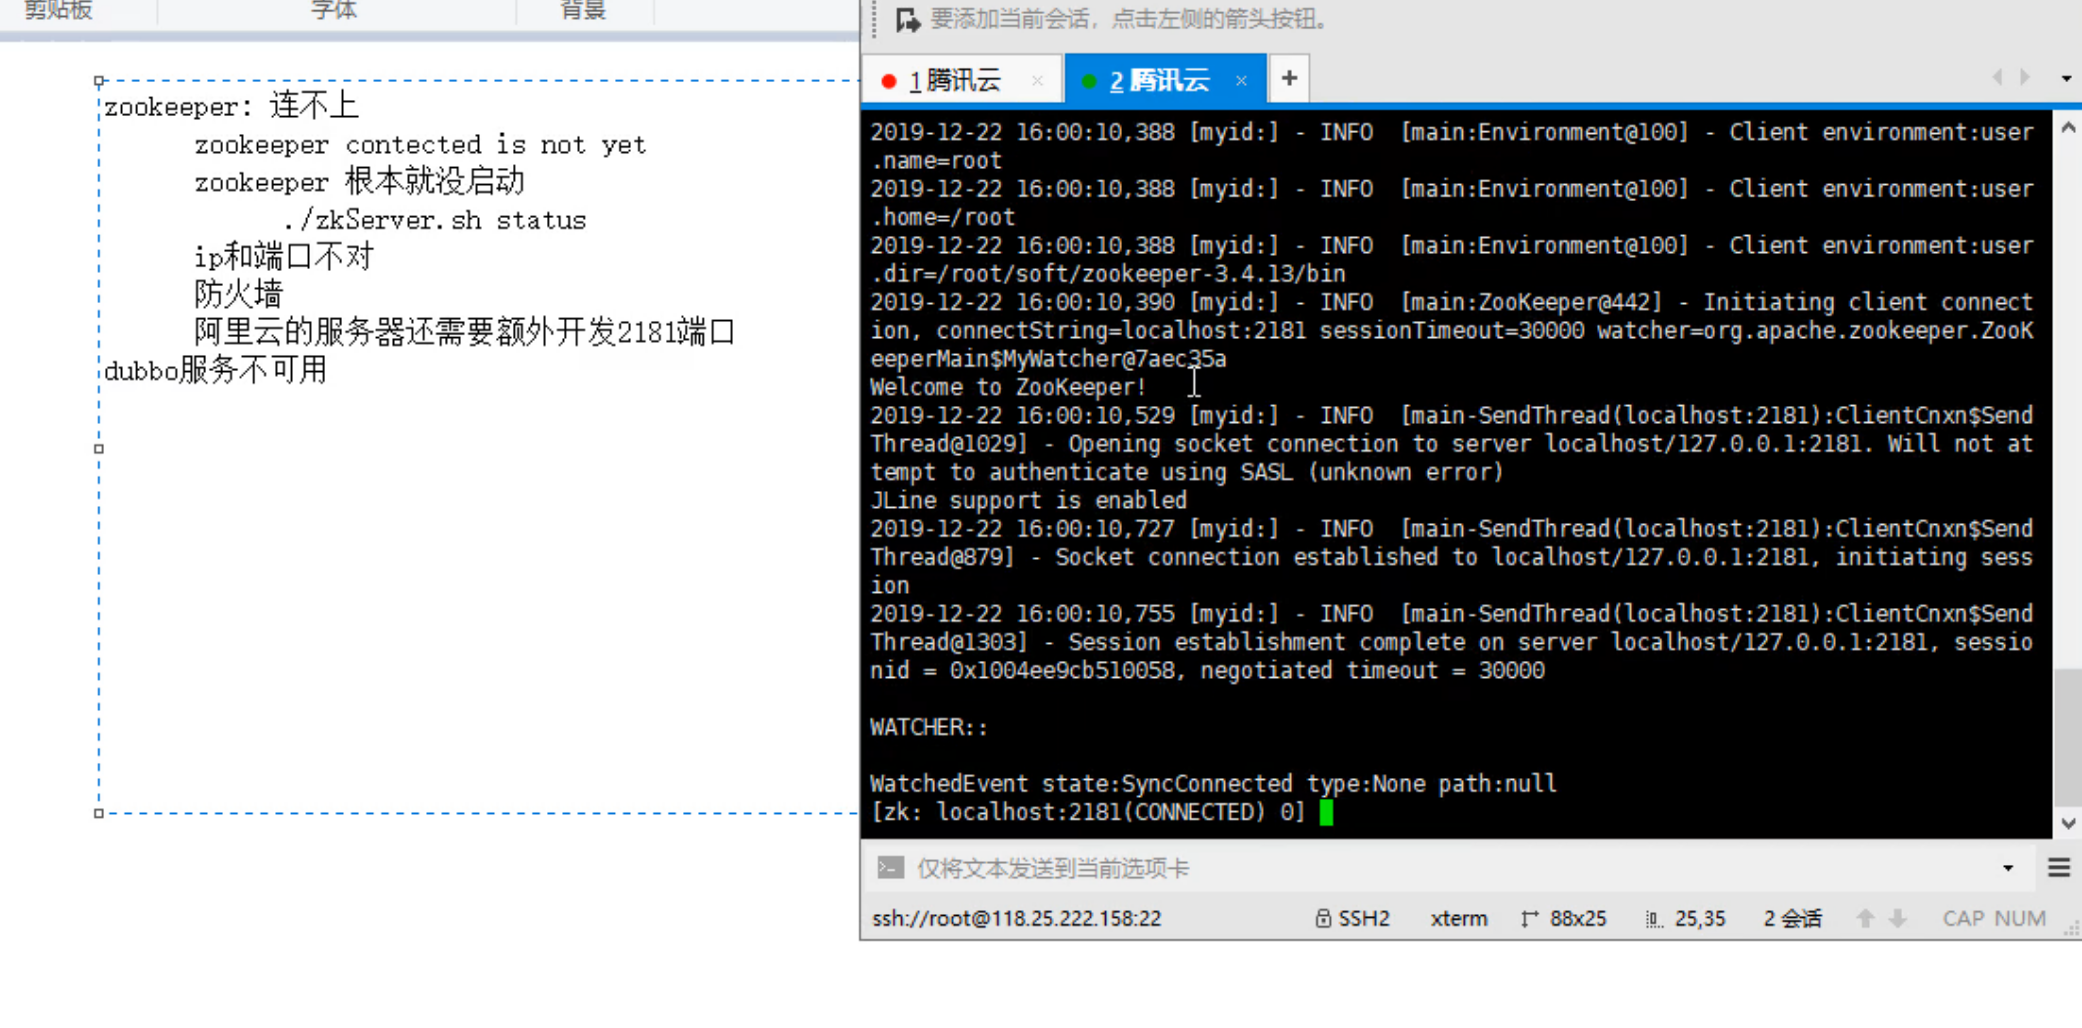 剪贴板 字体 背景
zookeeper: 连不上
zookeeper contected is not yet
zookeeper 根本就没启动
./zkServer.sh status
ip和端口不对
防火墙
阿里云的服务器还需要额外开发2181端口
dubbo服务不可用
要添加当前会话，点击左侧的箭头按钮。
1 腾讯云 × 2 腾讯云 × +
2019-12-22 16:00:10,388 [myid:] - INFO  [main:Environment@100] - Client environment:user
.name=root
2019-12-22 16:00:10,388 [myid:] - INFO  [main:Environment@100] - Client environment:user
.home=/root
2019-12-22 16:00:10,388 [myid:] - INFO  [main:Environment@100] - Client environment:user
.dir=/root/soft/zookeeper-3.4.13/bin
2019-12-22 16:00:10,390 [myid:] - INFO  [main:ZooKeeper@442] - Initiating client connect
ion, connectString=localhost:2181 sessionTimeout=30000 watcher=org.apache.zookeeper.ZooK
eeperMain$MyWatcher@7aec35a
Welcome to ZooKeeper!
2019-12-22 16:00:10,529 [myid:] - INFO  [main-SendThread(localhost:2181):ClientCnxn$Send
Thread@1029] - Opening socket connection to server localhost/127.0.0.1:2181. Will not at
tempt to authenticate using SASL (unknown error)
JLine support is enabled
2019-12-22 16:00:10,727 [myid:] - INFO  [main-SendThread(localhost:2181):ClientCnxn$Send
Thread@879] - Socket connection established to localhost/127.0.0.1:2181, initiating sess
ion
2019-12-22 16:00:10,755 [myid:] - INFO  [main-SendThread(localhost:2181):ClientCnxn$Send
Thread@1303] - Session establishment complete on server localhost/127.0.0.1:2181, sessio
nid = 0x1004ee9cb510058, negotiated timeout = 30000
WATCHER::
WatchedEvent state:SyncConnected type:None path:null
[zk: localhost:2181(CONNECTED) 0]
仅将文本发送到当前选项卡
ssh://root@118.25.222.158:22 SSH2 xterm 88x25 25,35 2 会话 CAP NUM